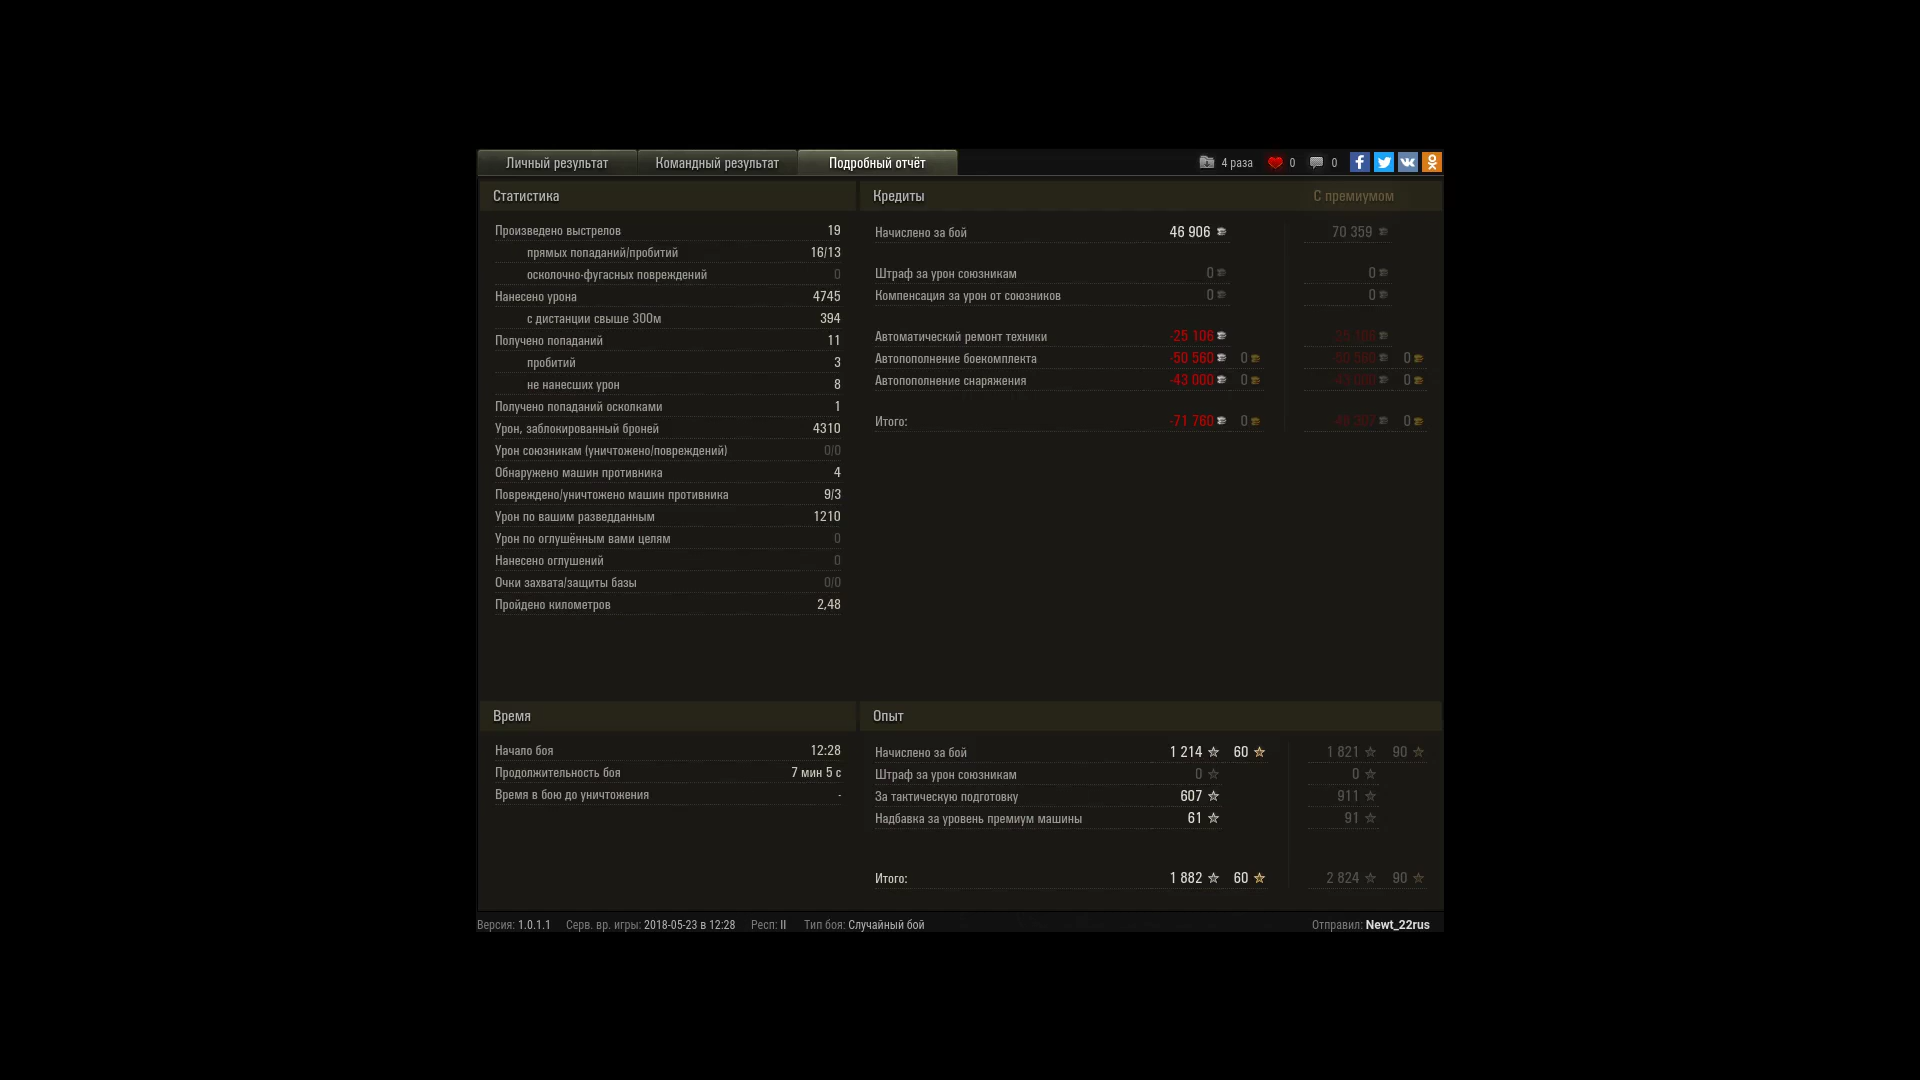 Личный результат Командный результат Подробный отчёт 4 раза 0 0
Статистика
Произведено выстрелов 19
прямых попаданий/пробитий 16/13
осколочно-фугасных повреждений 0
Нанесено урона 4745
с дистанции свыше 300м 394
Получено попаданий 11
пробитий 3
не нанесших урон 8
Получено попаданий осколками 1
Урон, заблокированный броней 4310
Урон союзникам (уничтожено/повреждений) 0/0
Обнаружено машин противника 4
Повреждено/уничтожено машин противника 9/3
Урон по вашим разведданным 1210
Урон по оглушённым вами целям 0
Нанесено оглушений 0
Очки захвата/защиты базы 0/0
Пройдено километров 2,48
Кредиты С премиумом
Начислено за бой 46 906 70 359
Штраф за урон союзникам 0 0
Компенсация за урон от союзников 0 0
Автоматический ремонт техники -25 106 -25 106
Автопополнение боекомплекта -50 560 0 -50 560 0
Автопополнение снаряжения -43 000 0 -43 000 0
Итого: -71 760 0 -48 307 0
Время
Начало боя 12:28
Продолжительность боя 7 мин 5 с
Время в бою до уничтожения -
Опыт
Начислено за бой 1 214 60 1 821 90
Штраф за урон союзникам 0 0
За тактическую подготовку 607 911
Надбавка за уровень премиум машины 61 91
Итого: 1 882 60 2 824 90
Версия: 1.0.1.1 Серв. вр. игры: 2018-05-23 в 12:28 Респ: II Тип боя: Случайный бой Отправил: Newt_22rus